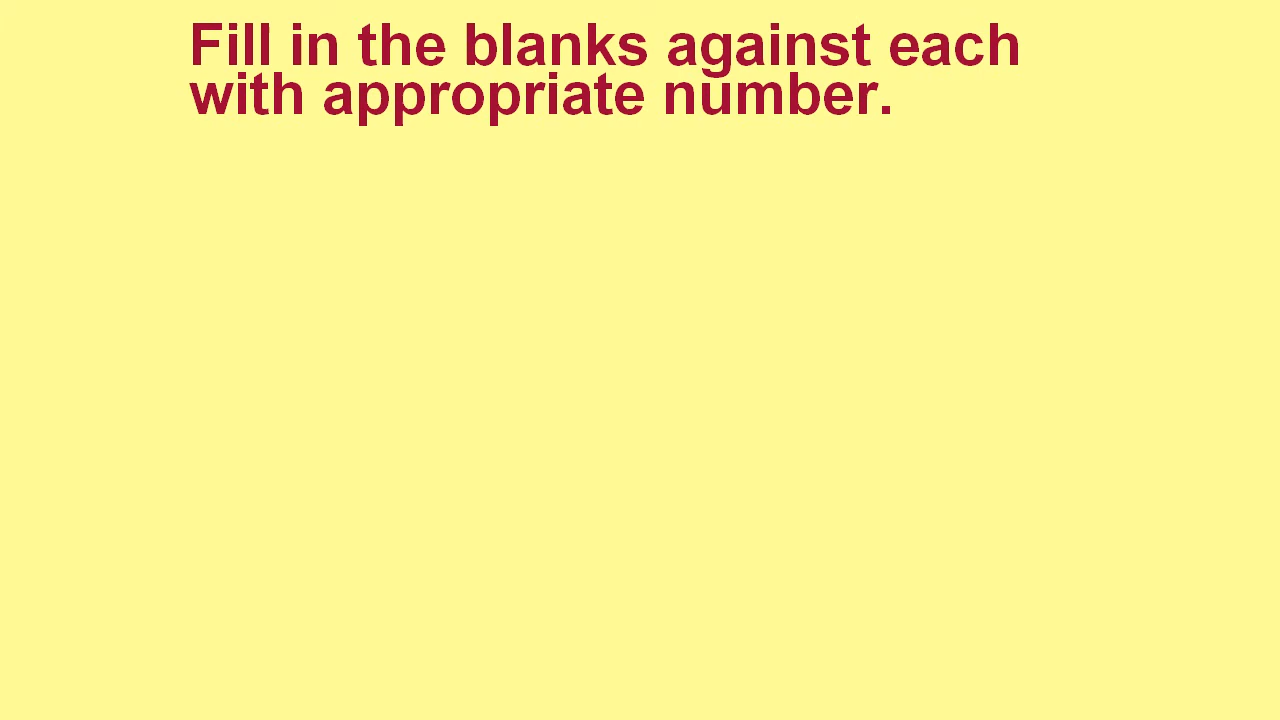 Fill in the blanks against each
with appropriate number.